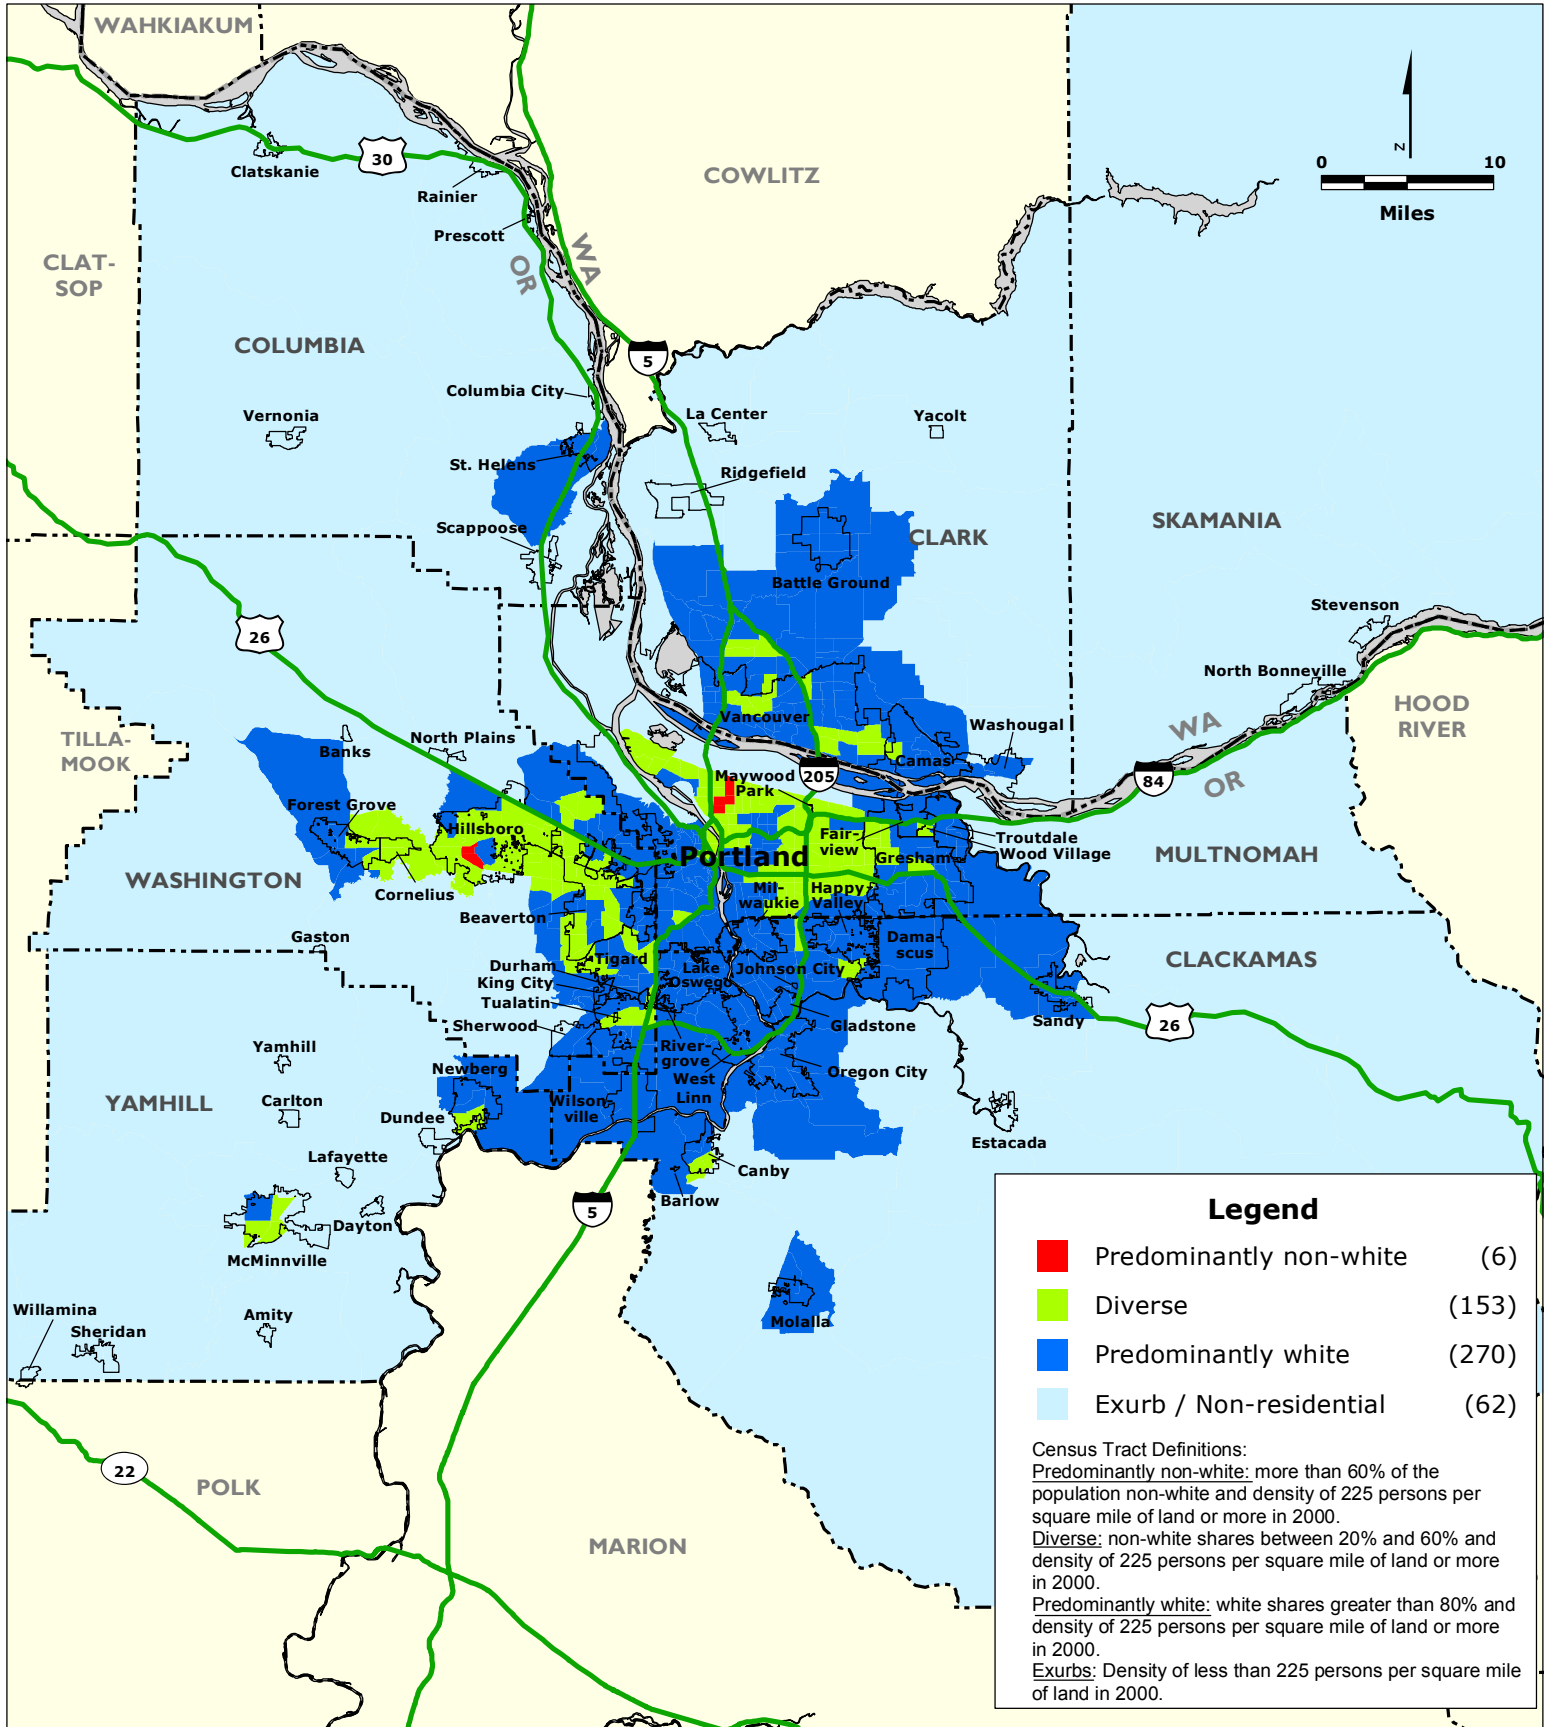 WAHKIAKUM
COWLITZ
CLAT-
SOP
COLUMBIA
CLARK
SKAMANIA
TILLA-
MOOK
WASHINGTON
MULTNOMAH
HOOD
RIVER
CLACKAMAS
YAMHILL
POLK
MARION
WA
OR
WA
OR
30
5
26
205
84
26
5
22
N
0
10
Miles
Clatskanie
Rainier
Prescott
Columbia City
Vernonia
La Center
Yacolt
St. Helens
Ridgefield
Scappoose
Battle Ground
Stevenson
North Bonneville
Vancouver
Washougal
Camas
Banks
North Plains
Maywood
Park
Forest Grove
Hillsboro
Portland
Fair-
view
Troutdale
Wood Village
Gresham
Cornelius
Beaverton
Mil-
waukie
Happy
Valley
Gaston
Dama-
scus
Tigard
Durham
King City
Tualatin
Sherwood
Lake
Oswego
Johnson City
Gladstone
Sandy
River-
grove
West
Linn
Oregon City
Yamhill
Newberg
Carlton
Dundee
Wilson-
ville
Estacada
Lafayette
Canby
Barlow
Dayton
McMinnville
Willamina
Sheridan
Amity
Molalla
Legend
Predominantly non-white (6)
Diverse (153)
Predominantly white (270)
Exurb / Non-residential (62)
Census Tract Definitions:
Predominantly non-white: more than 60% of the
population non-white and density of 225 persons per
square mile of land or more in 2000.
Diverse: non-white shares between 20% and 60% and
density of 225 persons per square mile of land or more
in 2000.
Predominantly white: white shares greater than 80% and
density of 225 persons per square mile of land or more
in 2000.
Exurbs: Density of less than 225 persons per square mile
of land in 2000.